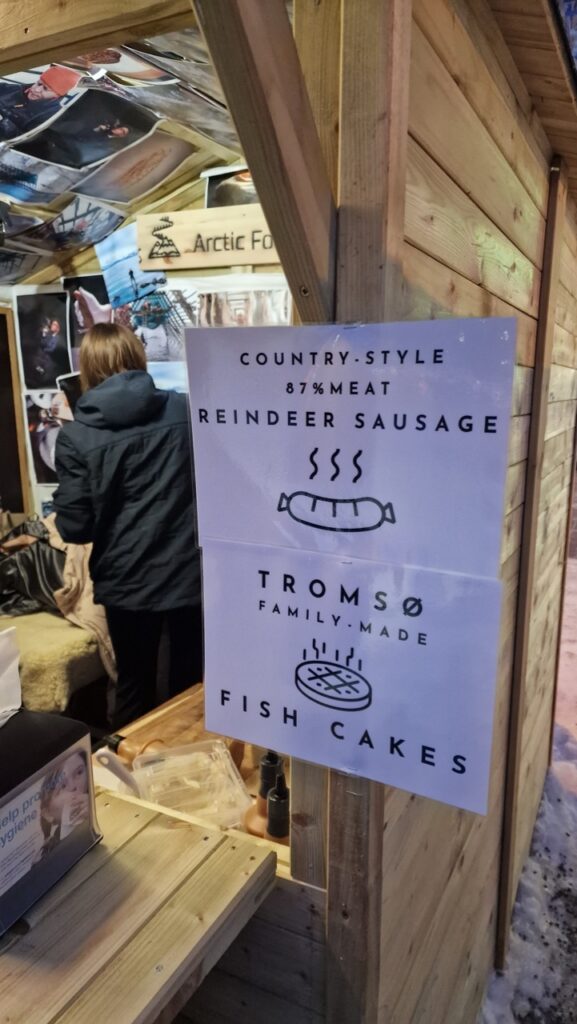 Arctic Fo
COUNTRY-STYLE
87%MEAT
REINDEER SAUSAGE
TROMSØ
FAMILY-MADE
FISH CAKES